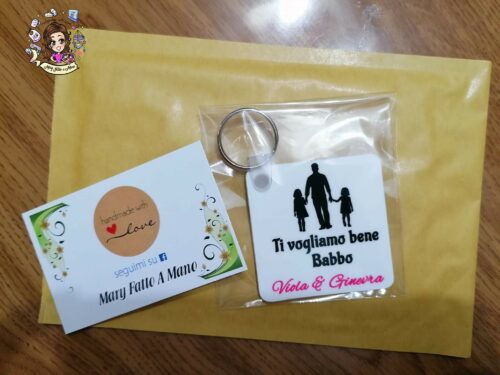 handmade with
love
seguimi su
Mary Fatto A Mano
Ti vogliamo bene
Babbo
Viola & Ginevra